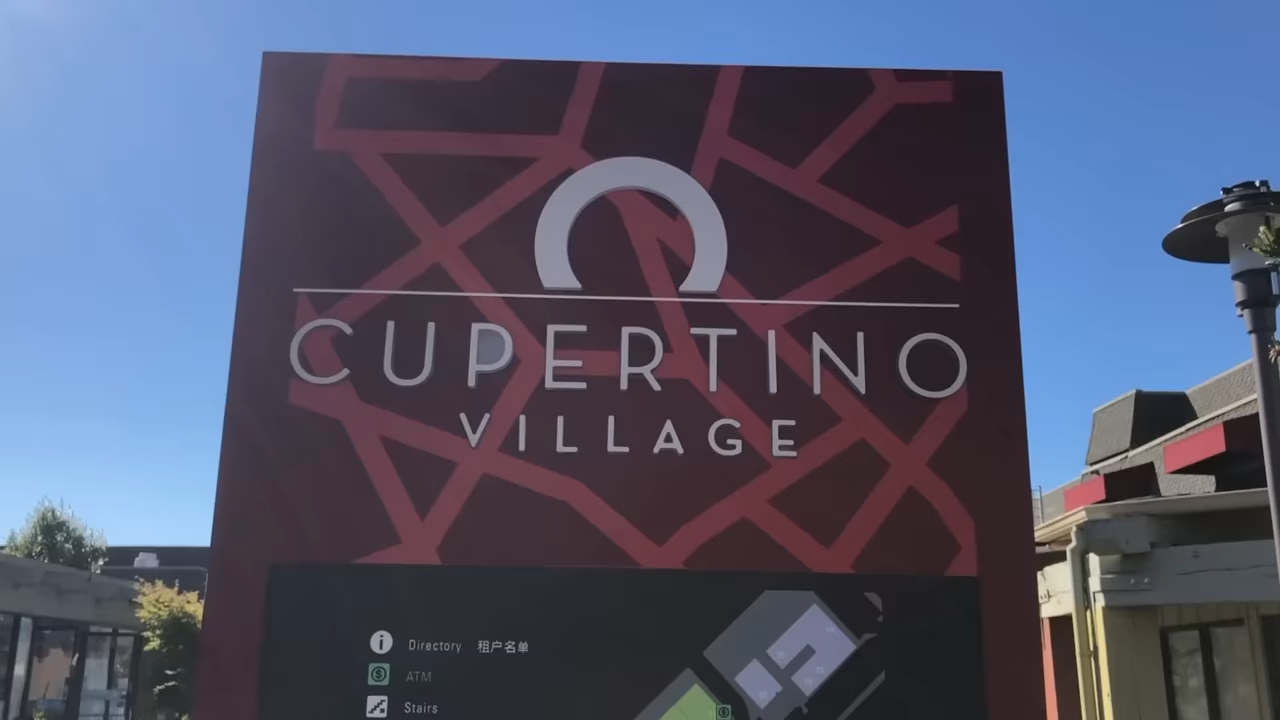 CUPERTINO
VILLAGE
Directory 租户名单
ATM
Stairs